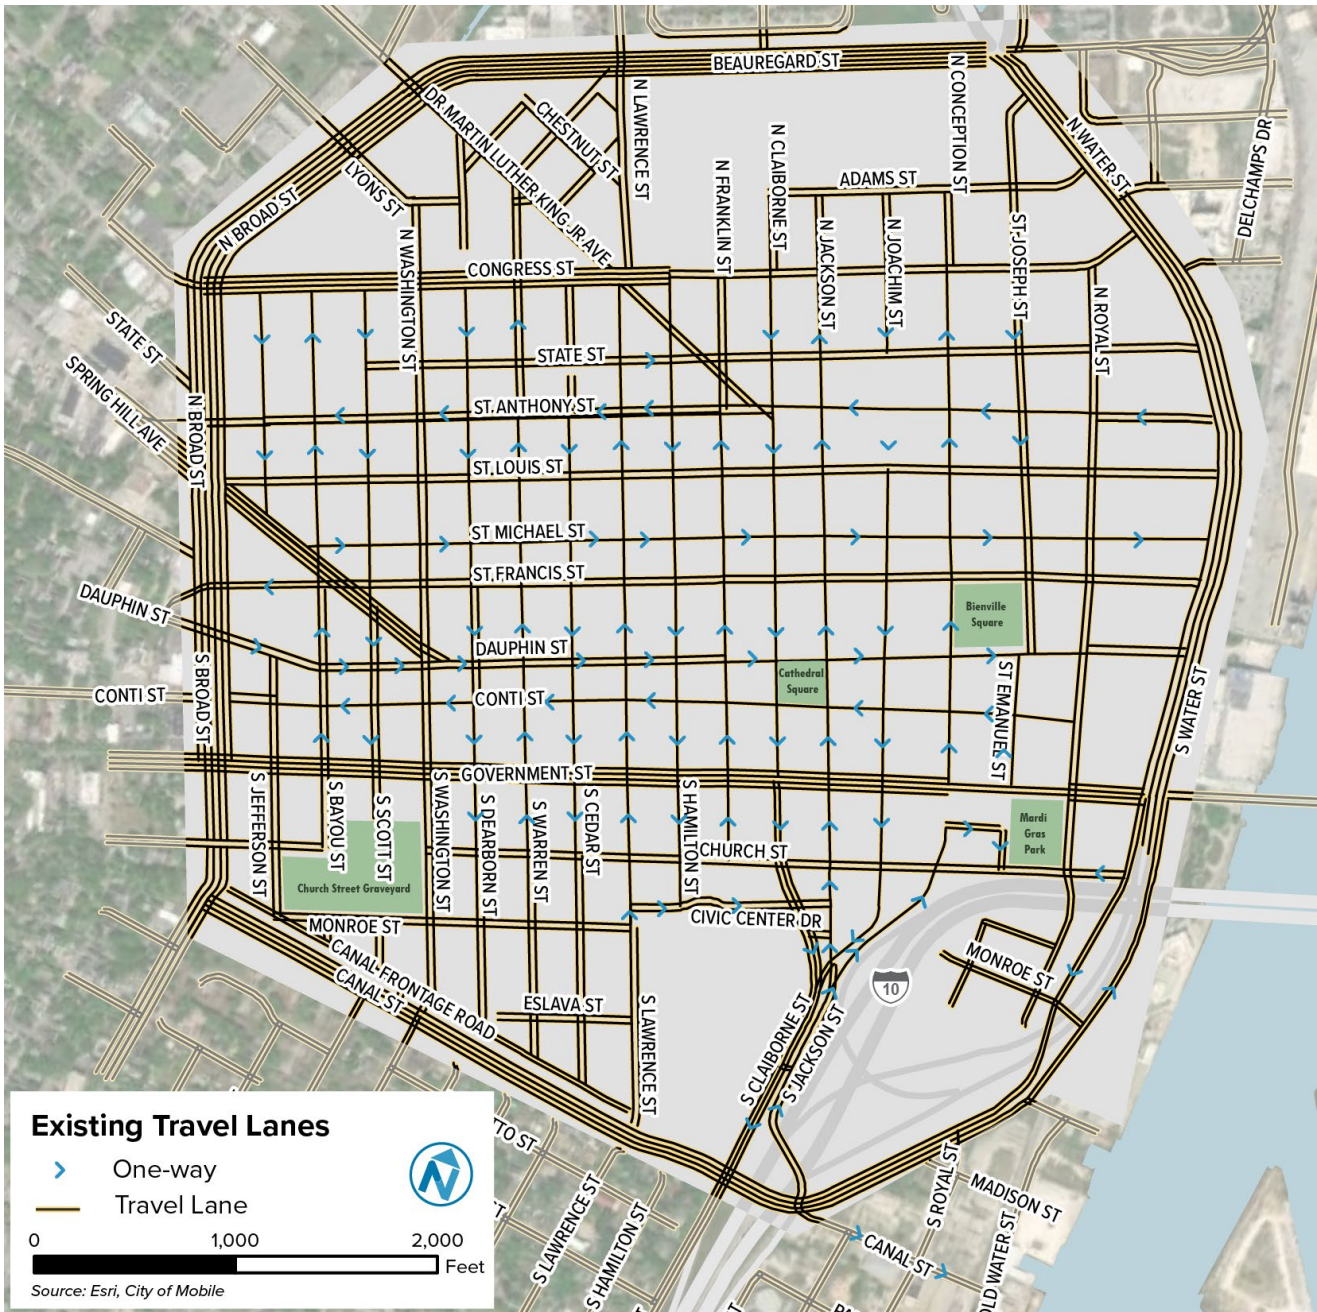 BEAUREGARD ST
N LAWRENCE ST
N CONCEPTION ST
DR MARTIN LUTHER KING JR AVE
CHESTNUT ST
N WATER ST
DELCHAMPS DR
N CLAIBORNE ST
N FRANKLIN ST
ADAMS ST
LYONS ST
N BROAD ST
N WASHINGTON ST
N JACKSON ST
N JOACHIM ST
ST JOSEPH ST
CONGRESS ST
N ROYAL ST
STATE ST
STATE ST
SPRING HILL AVE
N BROAD ST
ST ANTHONY ST
ST LOUIS ST
ST MICHAEL ST
ST FRANCIS ST
DAUPHIN ST
Bienville
Square
DAUPHIN ST
S BROAD ST
Cathedral
Square
ST EMANUEL ST
S WATER ST
CONTI ST
CONTI ST
GOVERNMENT ST
S JEFFERSON ST
S BAYOU ST
S SCOTT ST
S WASHINGTON ST
S DEARBORN ST
S WARREN ST
S CEDAR ST
S HAMILTON ST
Mardi
Gras
Park
CHURCH ST
Church Street Graveyard
MONROE ST
CIVIC CENTER DR
CANAL FRONTAGE ROAD
CANAL ST
MONROE ST
10
ESLAVA ST
S LAWRENCE ST
S CLAIBORNE ST
S JACKSON ST
Existing Travel Lanes
One-way
Travel Lane
N
0 1,000 2,000
Feet
Source: Esri, City of Mobile
TTO ST
ST
S LAWRENCE ST
S HAMILTON ST
S ROYAL ST
MADISON ST
OLD WATER ST
CANAL ST